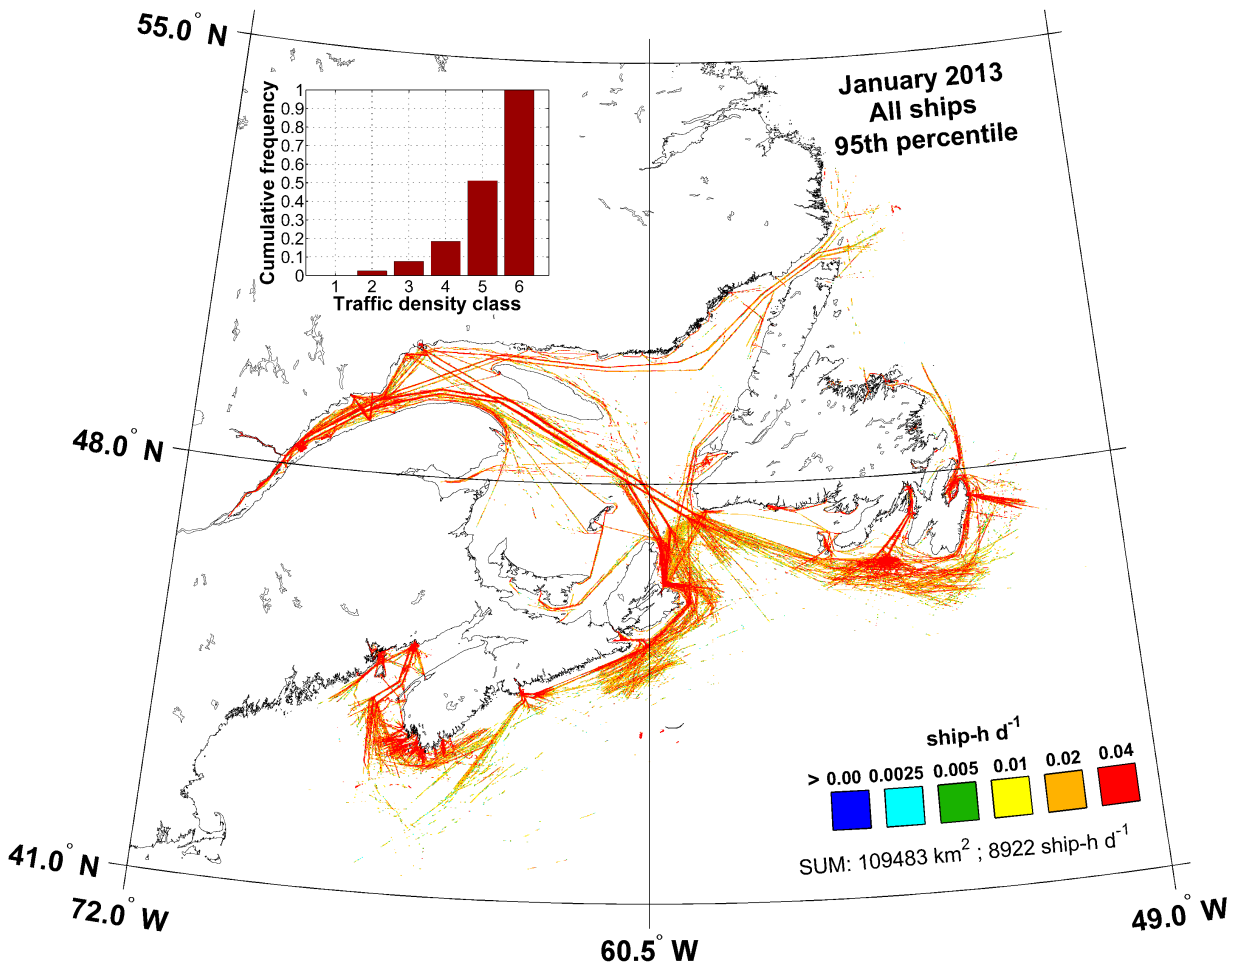 55.0° N
January 2013
All ships
95th percentile
Cumulative frequency
1
0.9
0.8
0.7
0.6
0.5
0.4
0.3
0.2
0.1
0
1 2 3 4 5 6
Traffic density class
48.0° N
ship-h d⁻¹
> 0.00 0.0025 0.005 0.01 0.02 0.04
SUM: 109483 km² ; 8922 ship-h d⁻¹
41.0° N
72.0° W
60.5° W
49.0° W